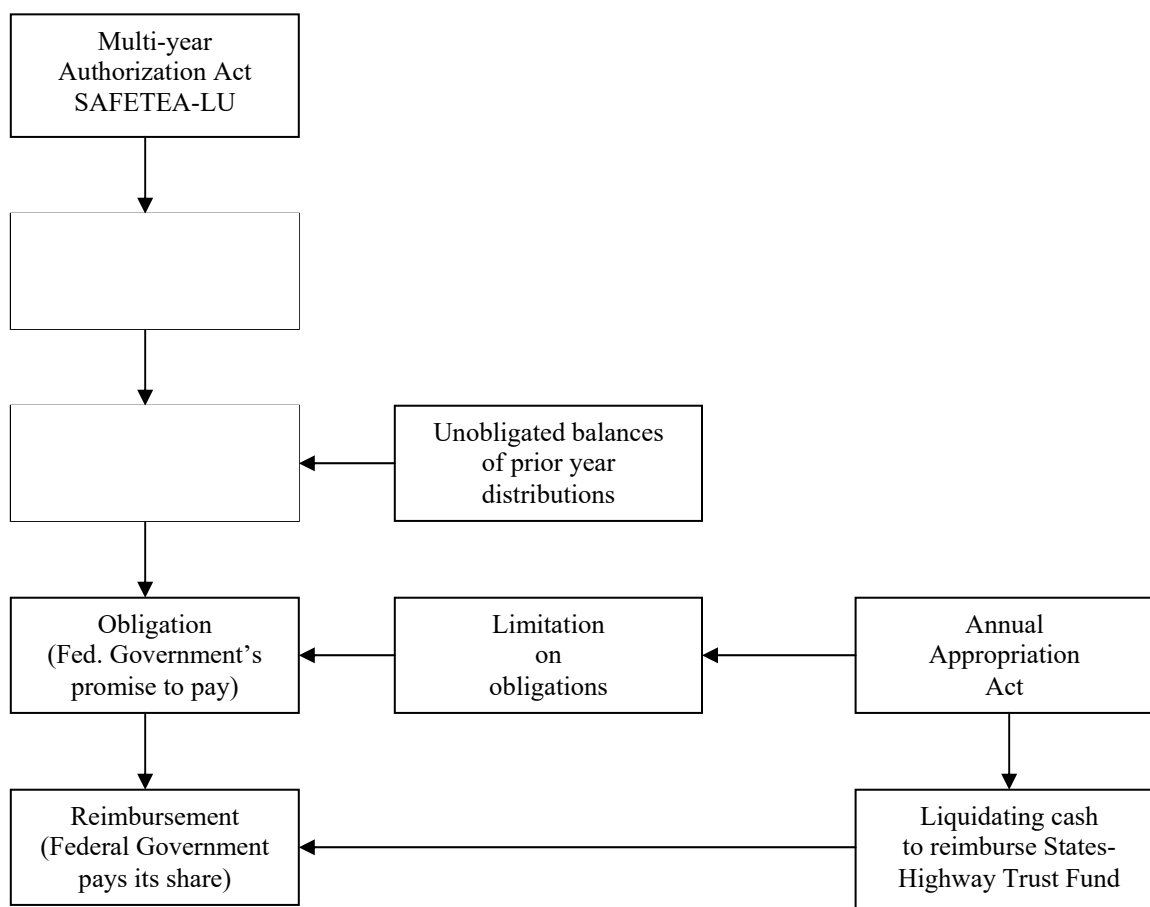 Multi-year
Authorization Act
SAFETEA-LU
Unobligated balances
of prior year
distributions
Obligation
(Fed. Government’s
promise to pay)
Limitation
on
obligations
Annual
Appropriation
Act
Reimbursement
(Federal Government
pays its share)
Liquidating cash
to reimburse States-
Highway Trust Fund